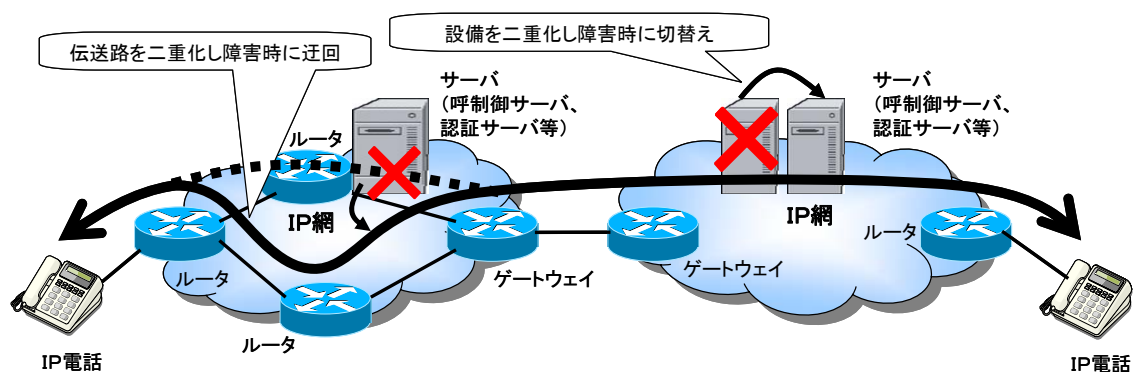 設備を二重化し障害時に切替え
伝送路を二重化し障害時に迂回
サーバ
（呼制御サーバ、
認証サーバ等）
サーバ
（呼制御サーバ、
認証サーバ等）
ルータ
IP網
IP網
ルータ
ルータ
ゲートウェイ
ゲートウェイ
ルータ
IP電話
IP電話